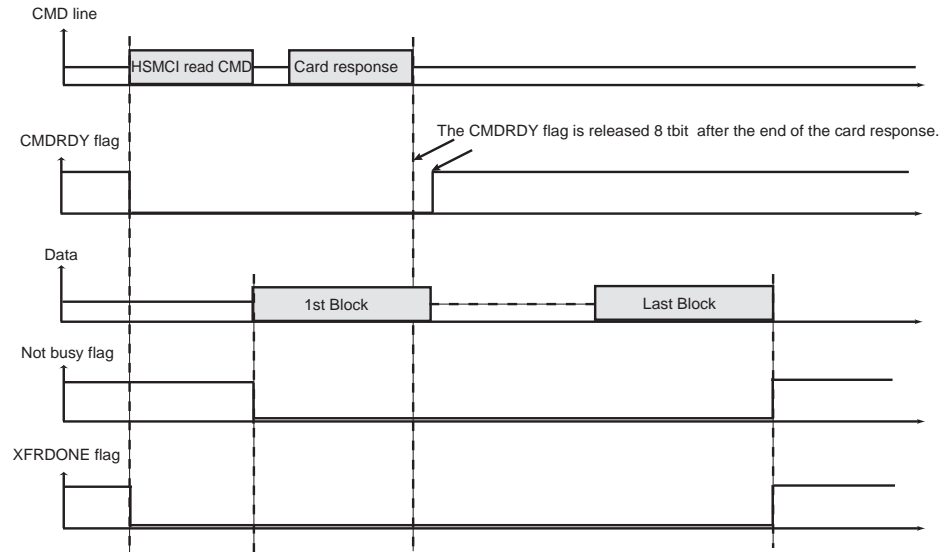 CMD line
HSMCI read CMD
Card response
The CMDRDY flag is released 8 tbit after the end of the card response.
CMDRDY flag
Data
1st Block
Last Block
Not busy flag
XFRDONE flag